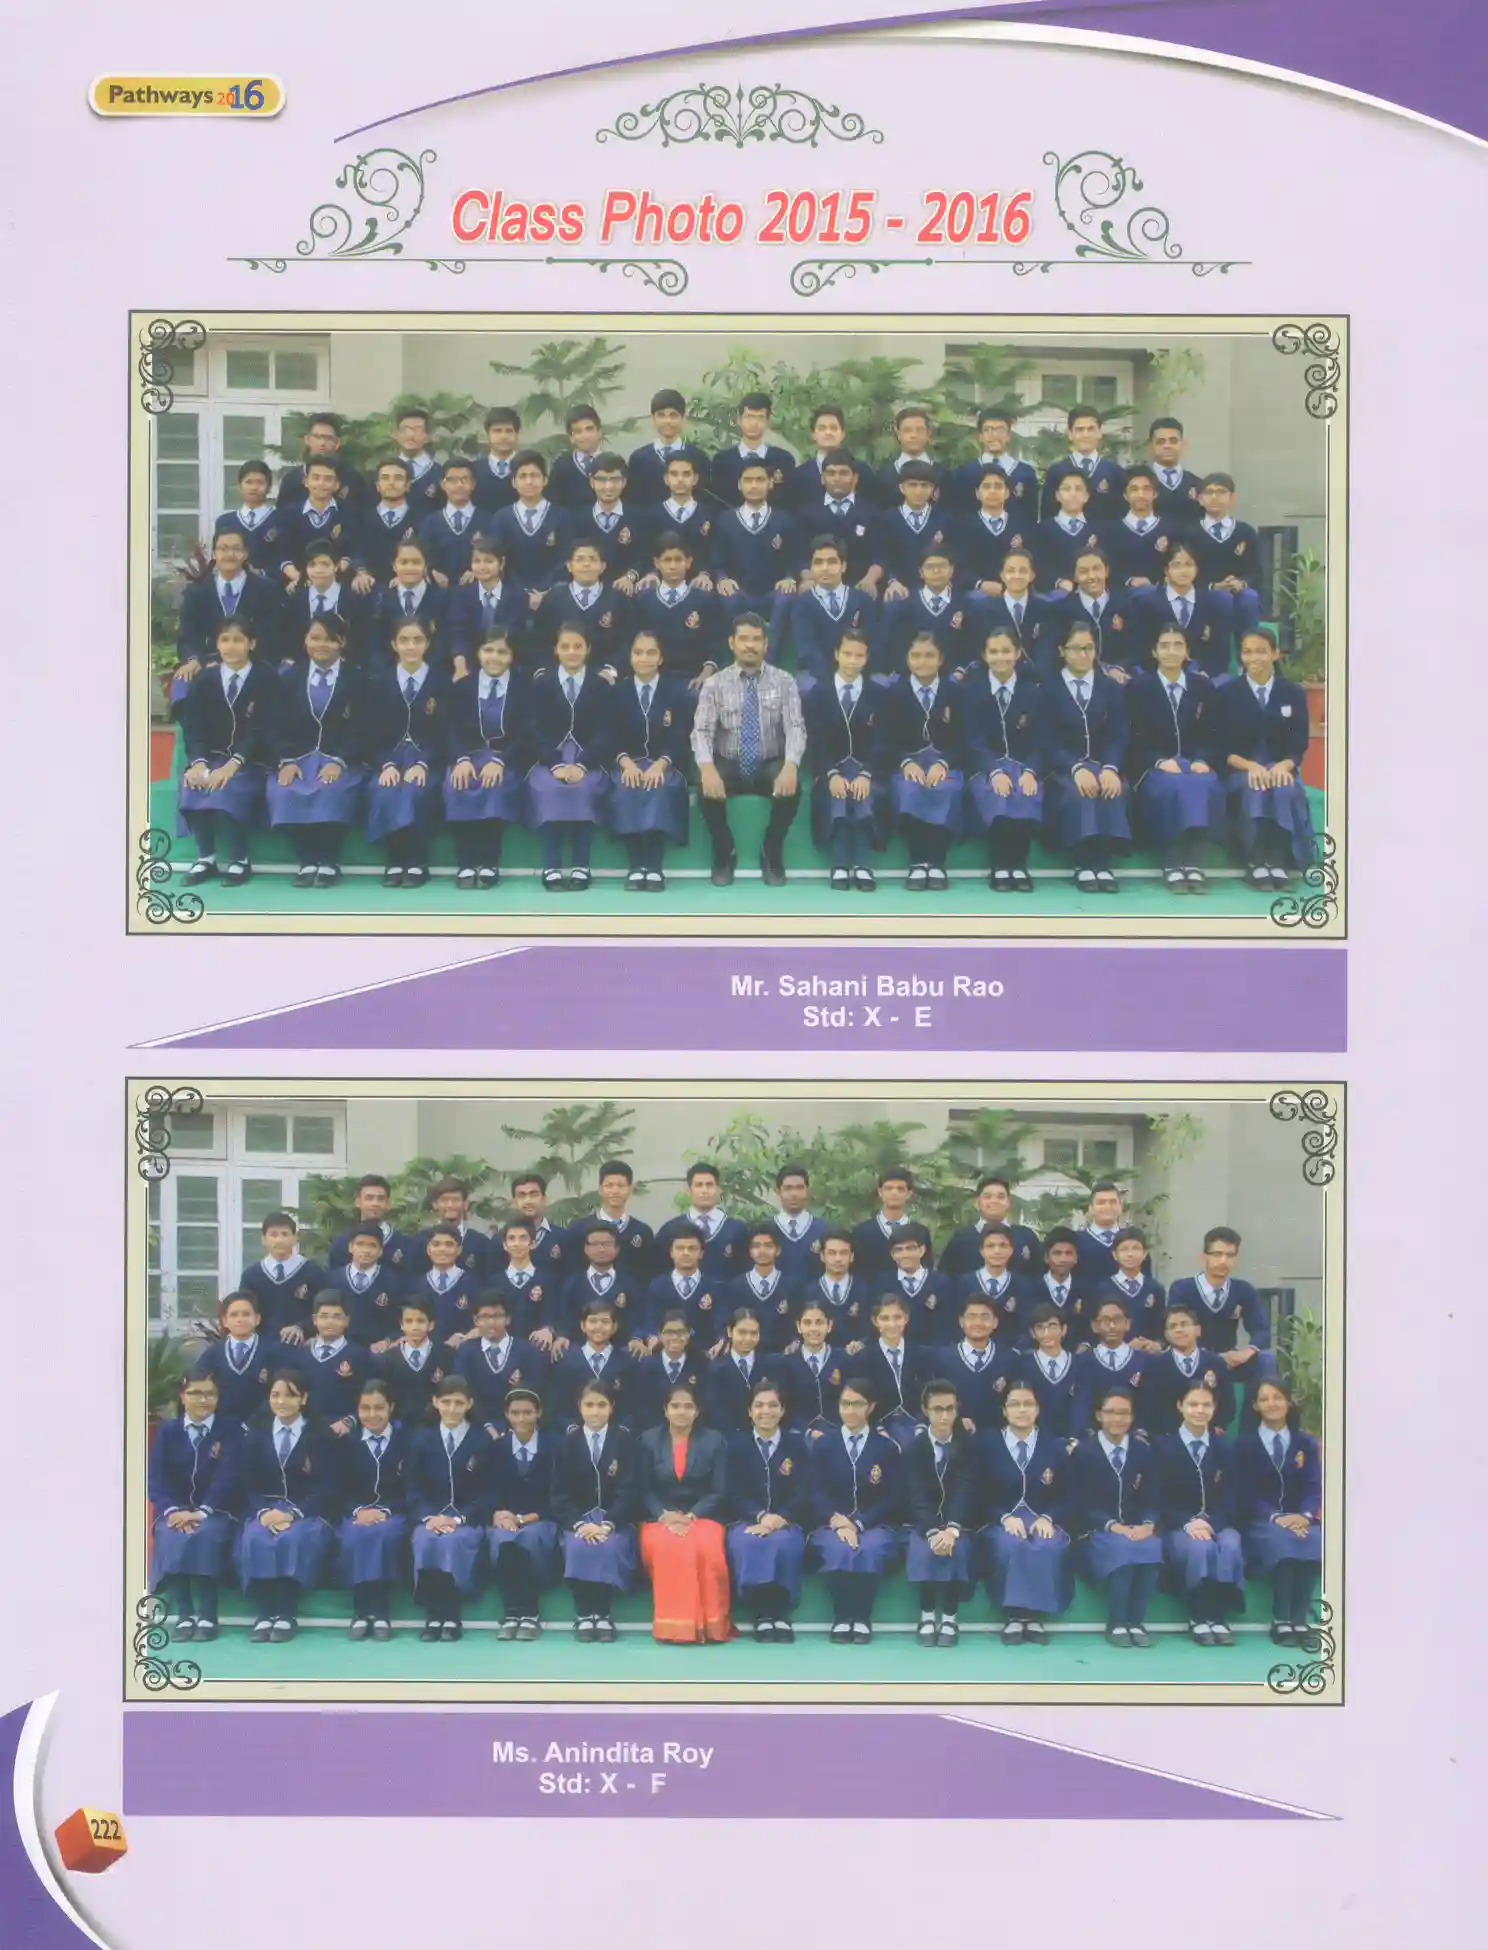 Pathways 2016
Class Photo 2015 - 2016
Mr. Sahani Babu Rao
Std: X - E
Ms. Anindita Roy
Std: X - F
222